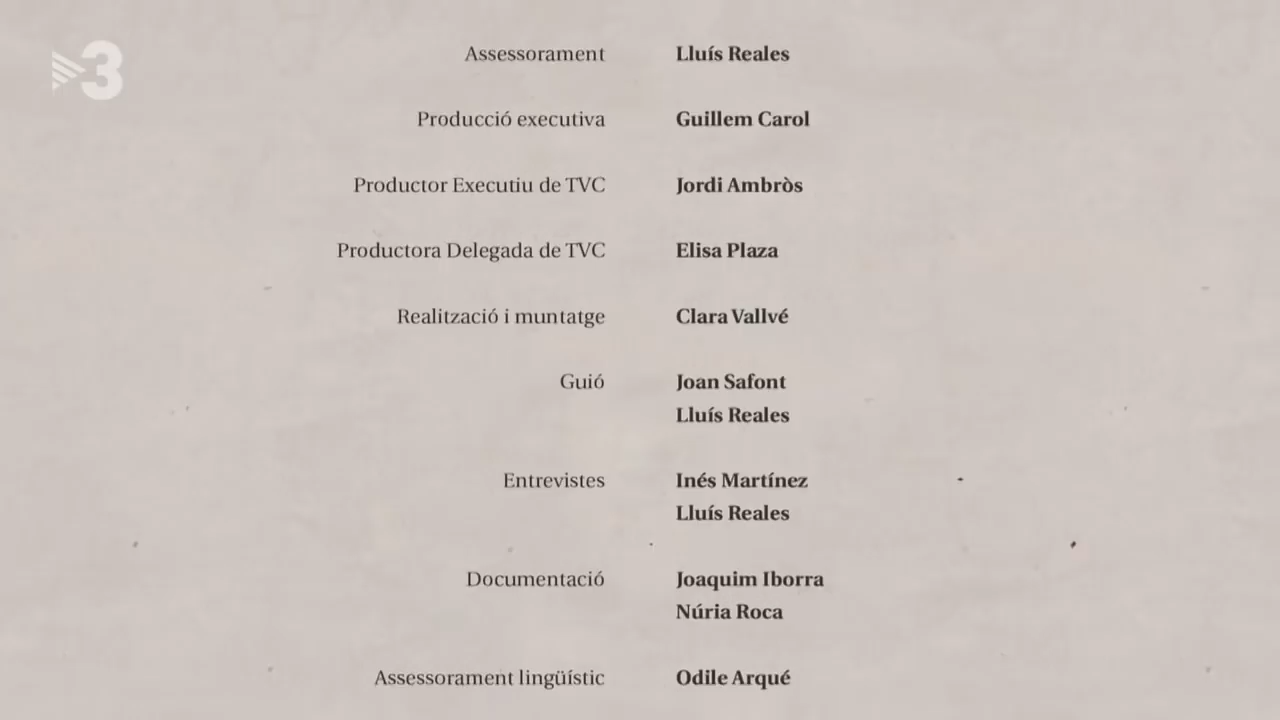 3
Assessorament Lluís Reales
Producció executiva Guillem Carol
Productor Executiu de TVC Jordi Ambròs
Productora Delegada de TVC Elisa Plaza
Realització i muntatge Clara Vallvé
Guió Joan Safont
Lluís Reales
Entrevistes Inés Martínez
Lluís Reales
Documentació Joaquim Iborra
Núria Roca
Assessorament lingüístic Odile Arqué